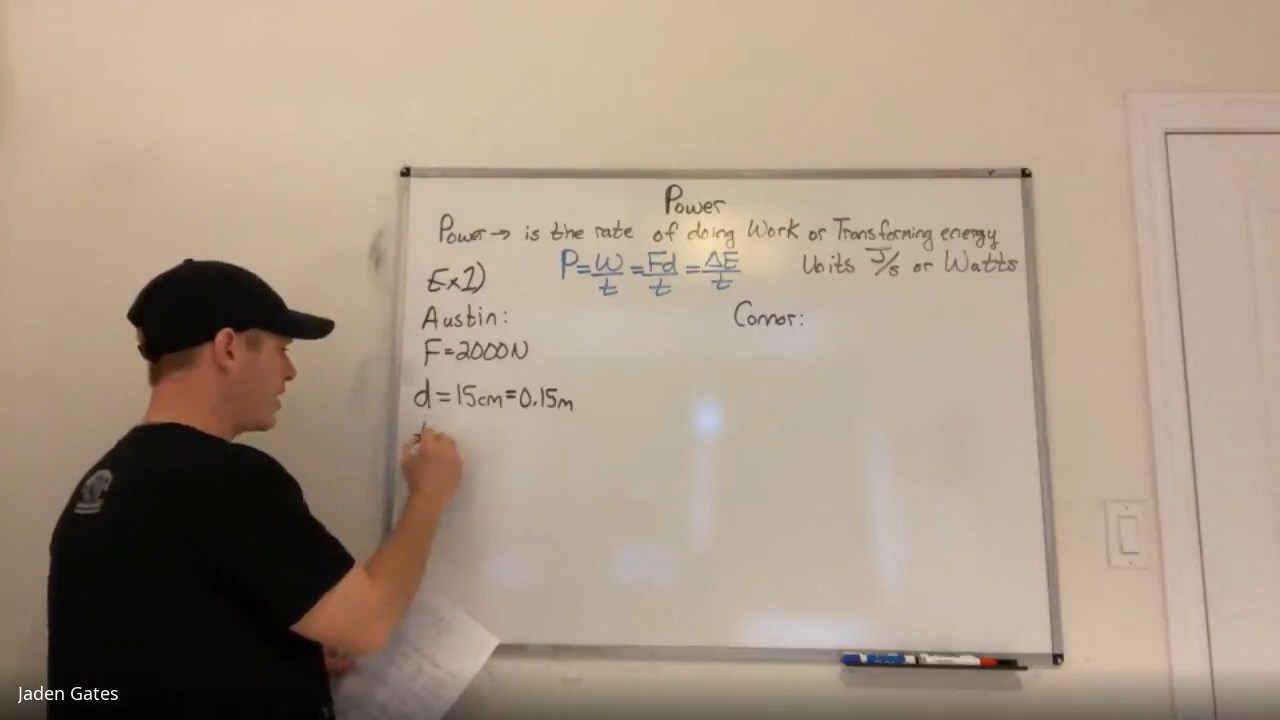 Power
Power → is the rate of doing Work or Transforming energy
P=W/t=Fd/t=ΔE/t
Units J/s or Watts
Ex1)
Austin:
F=2000N
d=15cm=0.15m
t
Connor:
Jaden Gates